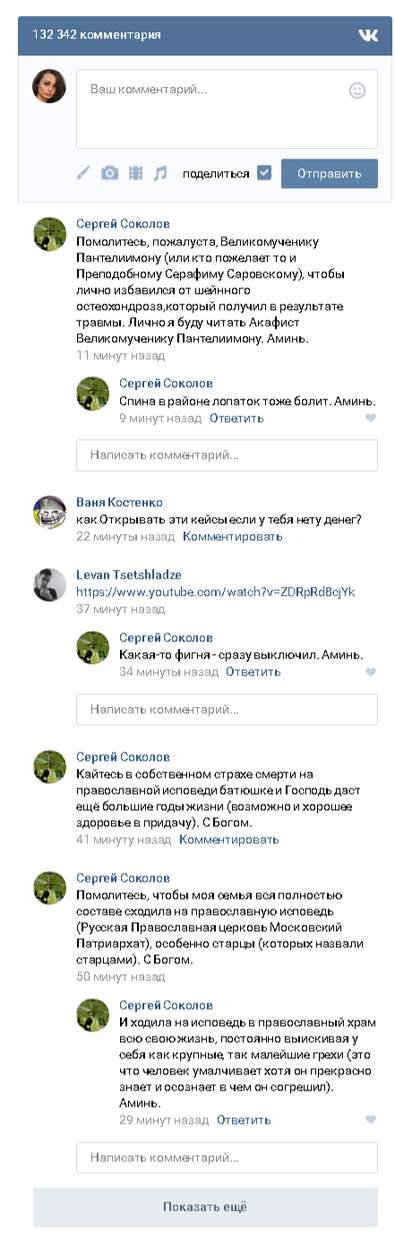 132 342 комментария
Ваш комментарий...
поделиться
Отправить
Сергей Соколов
Помолитесь, пожалуста, Великомученику
Пантелиимону (или кто пожелает то и
Преподобному Серафиму Саровскому), чтобы
лично избавился от шейнного
остеохондроза,который получил в результате
травмы. Лично я буду читать Акафист
Великомученику Пантелиимону. Аминь.
11 минут назад
Сергей Соколов
Спина в районе лопаток тоже болит. Аминь.
9 минут назад Ответить
Написать комментарий...
Ваня Костенко
как Открывать эти кейсы если у тебя нету денег?
22 минуты назад Комментировать
Levan Tsetshladze
https://www.youtube.com/watch?v=ZDRpRd8cjYk
37 минут назад
Сергей Соколов
Какая-то фигня - сразу выключил. Аминь.
34 минуты назад Ответить
Написать комментарий...
Сергей Соколов
Кайтесь в собственном страхе смерти на
православной исповеди батюшке и Господь даст
ещё большие годы жизни (возможно и хорошее
здоровье в придачу). С Богом.
41 минуту назад Комментировать
Сергей Соколов
Помолитесь, чтобы моя семья вся полностью
составе сходила на православную исповедь
(Русская Православная церковь Московский
Патриархат), особенно старцы (которых назвали
старцами). С Богом.
50 минут назад
Сергей Соколов
И ходила на исповедь в православный храм
всю свою жизнь, постоянно выискивая у
себя как крупные, так малейшие грехи (это
что человек умалчивает хотя он прекрасно
знает и осознает в чем он согрешил).
Аминь.
29 минут назад Ответить
Написать комментарий...
Показать ещё